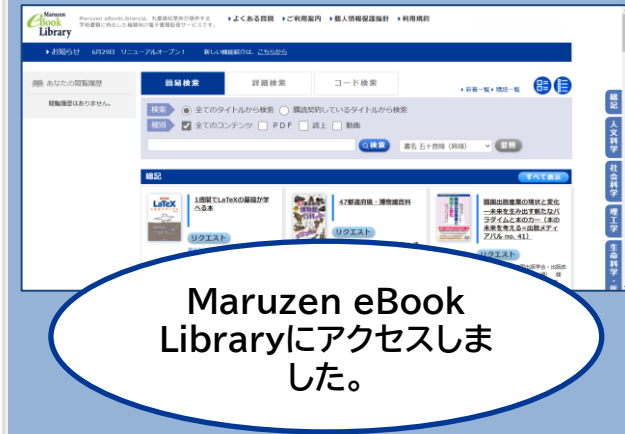 Maruzen
eBook
Library
Maruzen eBook Libraryは、丸善雄松堂が提供する
学術書籍に特化した機関向け電子書籍配信サービスです。
▸よくある質問 ▸ご利用案内 ▸個人情報保護指針 ▸利用規約
▸お知らせ 6月29日 リニューアルオープン! 新しい機能紹介は、こちらから
あなたの閲覧履歴
閲覧履歴はありません。
簡易検索 詳細検索 コード検索
▸新着一覧▸購読一覧
検索 全てのタイトルから検索 購読契約しているタイトルから検索
種別 全てのコンテンツ PDF 読上 動画
検索 書名 五十音順 (昇順)
総記 すべて表示
1週間でLaTeXの基礎が学
べる本
リクエスト
47都道府県・博物館百科
リクエスト
韓国出版産業の現状と変化
―未来を生み出す新たなパ
ラダイムと本の力― (本の
未来を考える=出版メディ
アパル no. 41)
リクエスト
総記
人文科学
社会科学
理工学
生命科学・医
Maruzen eBook
Libraryにアクセスしま
した。